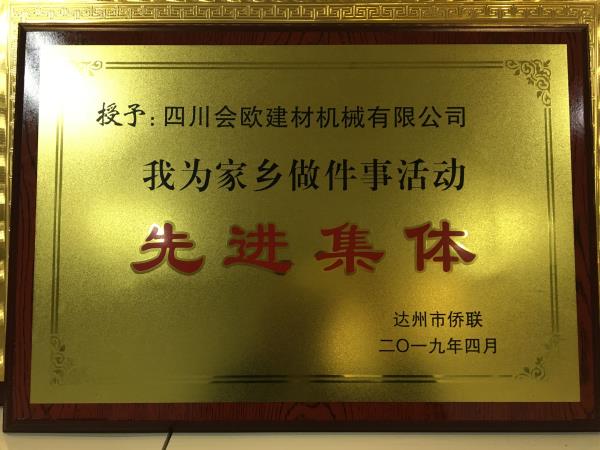 授予：四川会欧建材机械有限公司
我为家乡做件事活动
先进集体
达州市侨联
二〇一九年四月